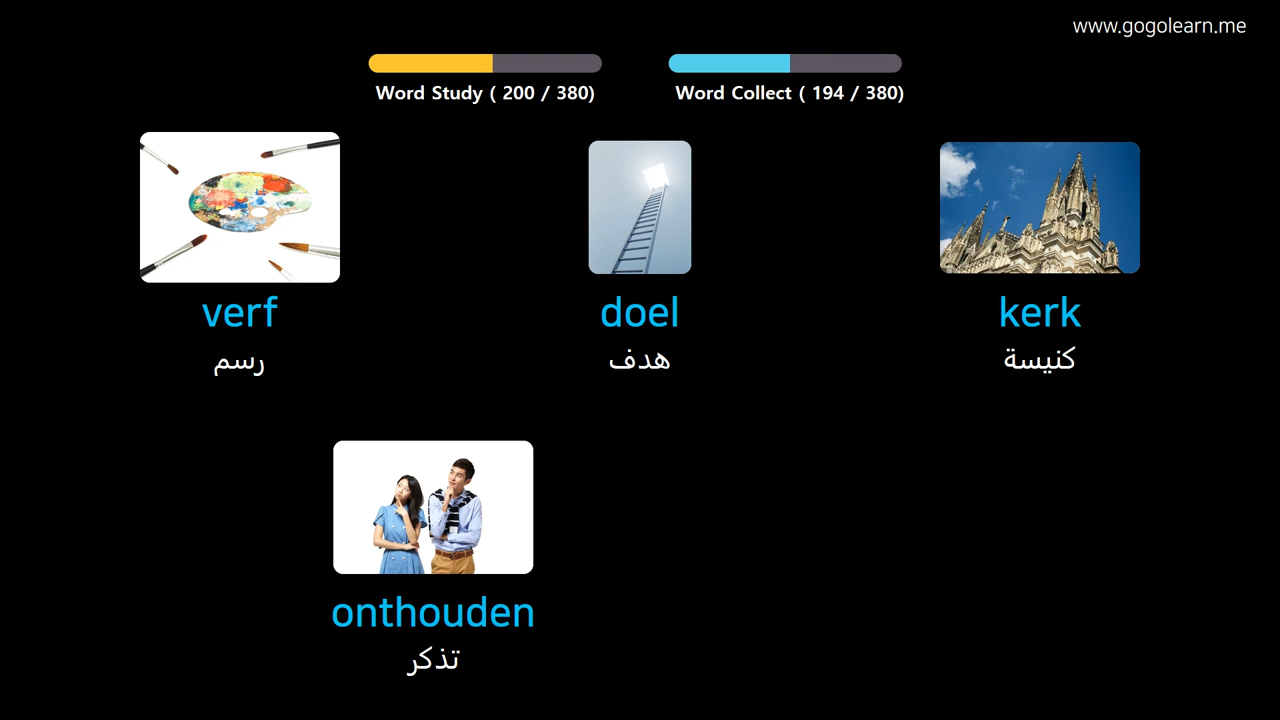 www.gogolearn.me
Word Study ( 200 / 380)
Word Collect ( 194 / 380)
verf
رسم
doel
هدف
kerk
كنيسة
onthouden
تذكر